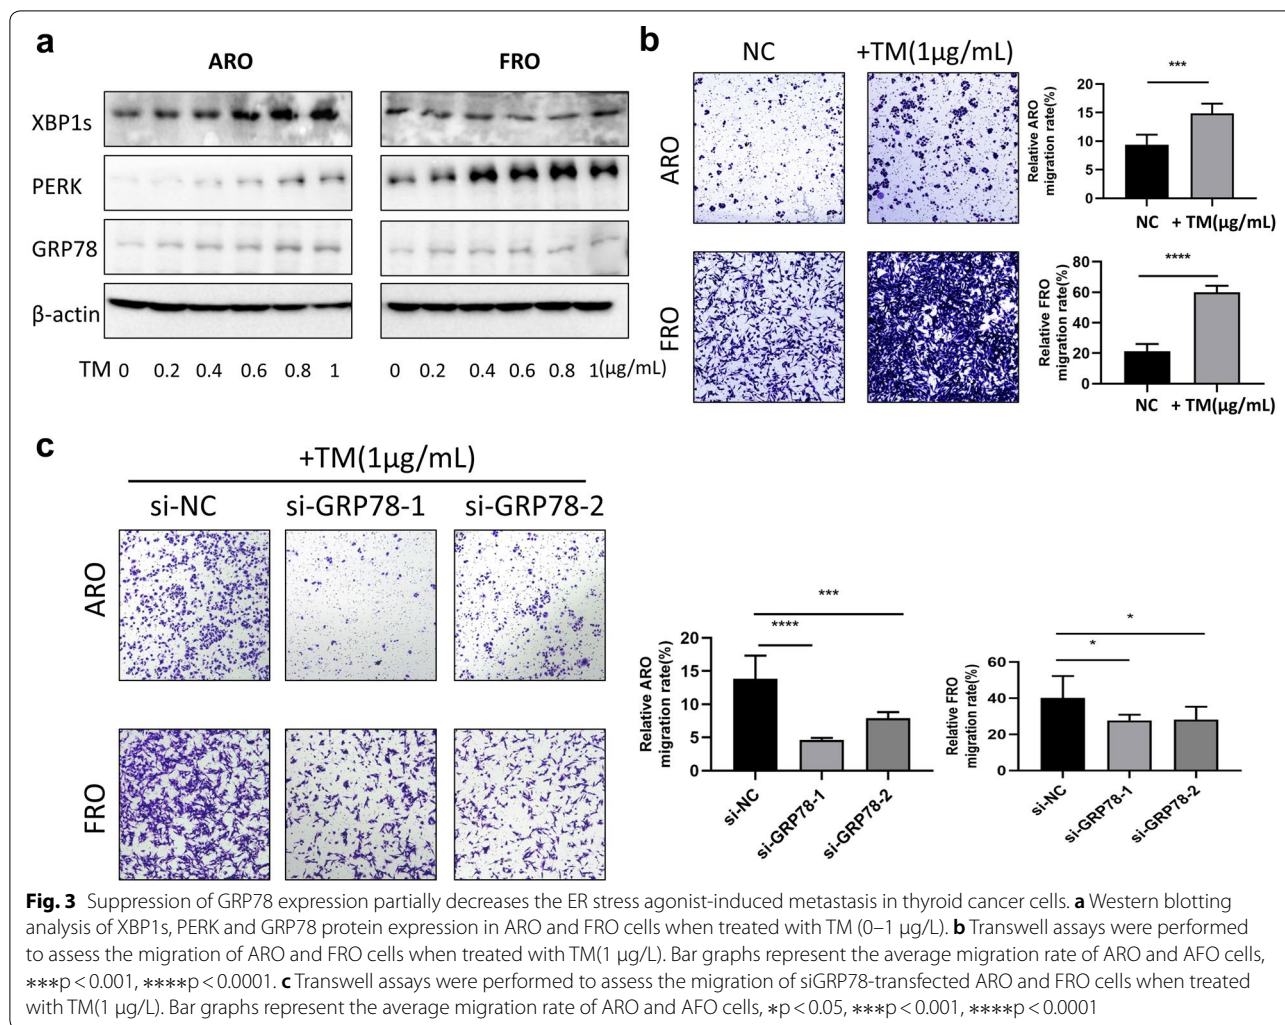 a
ARO
FRO
XBP1s
PERK
GRP78
β-actin
TM 0 0.2 0.4 0.6 0.8 1
0 0.2 0.4 0.6 0.8 1(μg/mL)
b
NC
+TM(1μg/mL)
ARO
FRO
Relative ARO
migration rate(%)
20
15
10
5
0
***
NC + TM(μg/mL)
Relative FRO
migration rate(%)
80
60
40
20
0
****
NC + TM(μg/mL)
c
+TM(1μg/mL)
si-NC
si-GRP78-1
si-GRP78-2
ARO
FRO
Relative ARO
migration rate(%)
20
15
10
5
0
***
****
si-NC
si-GRP78-1
si-GRP78-2
Relative FRO
migration rate(%)
60
40
20
0
*
*
si-NC
si-GRP78-1
si-GRP78-2
Fig. 3 Suppression of GRP78 expression partially decreases the ER stress agonist-induced metastasis in thyroid cancer cells. a Western blotting
analysis of XBP1s, PERK and GRP78 protein expression in ARO and FRO cells when treated with TM (0–1 μg/L). b Transwell assays were performed
to assess the migration of ARO and FRO cells when treated with TM(1 μg/L). Bar graphs represent the average migration rate of ARO and AFO cells,
∗∗∗p < 0.001, ∗∗∗∗p < 0.0001. c Transwell assays were performed to assess the migration of siGRP78-transfected ARO and FRO cells when treated
with TM(1 μg/L). Bar graphs represent the average migration rate of ARO and AFO cells, ∗p < 0.05, ∗∗∗p < 0.001, ∗∗∗∗p < 0.0001